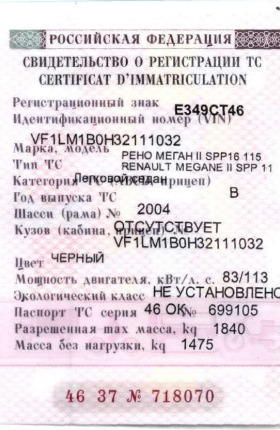 РОССИЙСКАЯ ФЕДЕРАЦИЯ
СВИДЕТЕЛЬСТВО О РЕГИСТРАЦИИ ТС
CERTIFICAT D'IMMATRICULATION
Регистрационный знак Е349СТ46
Идентификационный номер (VIN)
VF1LM1B0H32111032
Марка, модель РЕНО МЕГАН II SPP16 115
Тип ТС RENAULT MEGANE II SPP 11
Легковой седан
Категория ТС прицеп) B
Год выпуска ТС 2004
Шасси (рама) № ОТСУТСТВУЕТ
Кузов (кабина, прицеп) № VF1LM1B0H32111032
Цвет ЧЕРНЫЙ
Мощность двигателя, кВт/л. с. 83/113
Экологический класс НЕ УСТАНОВЛЕНО
Паспорт ТС серия 46 ОК № 699105
Разрешенная max масса, kg 1840
Масса без нагрузки, kg 1475
46 37 № 718070